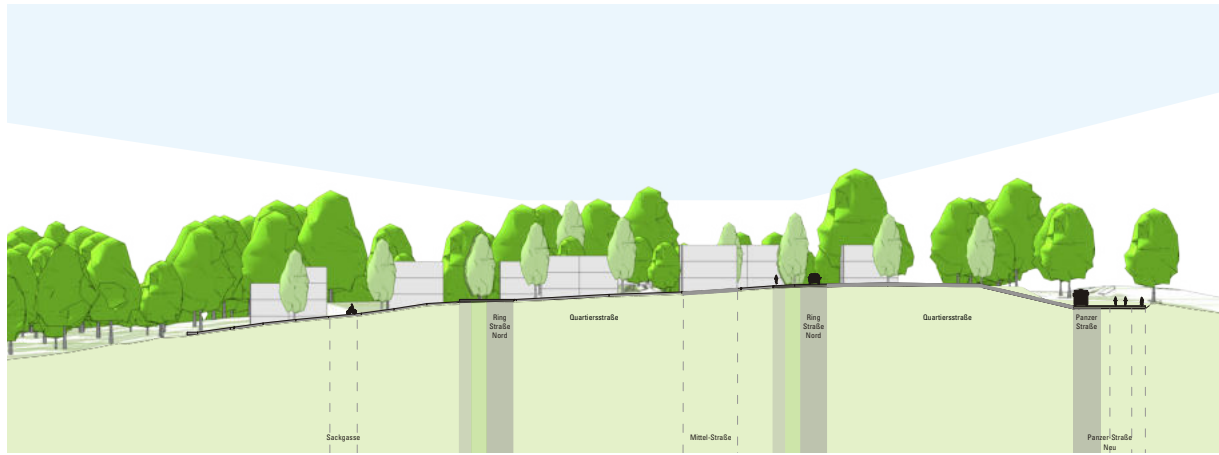 Ring
Straße
Nord
Quartiersstraße
Ring
Straße
Nord
Quartiersstraße
Panzer
Straße
Sackgasse
Mittel-Straße
Panzer-Straße
Neu